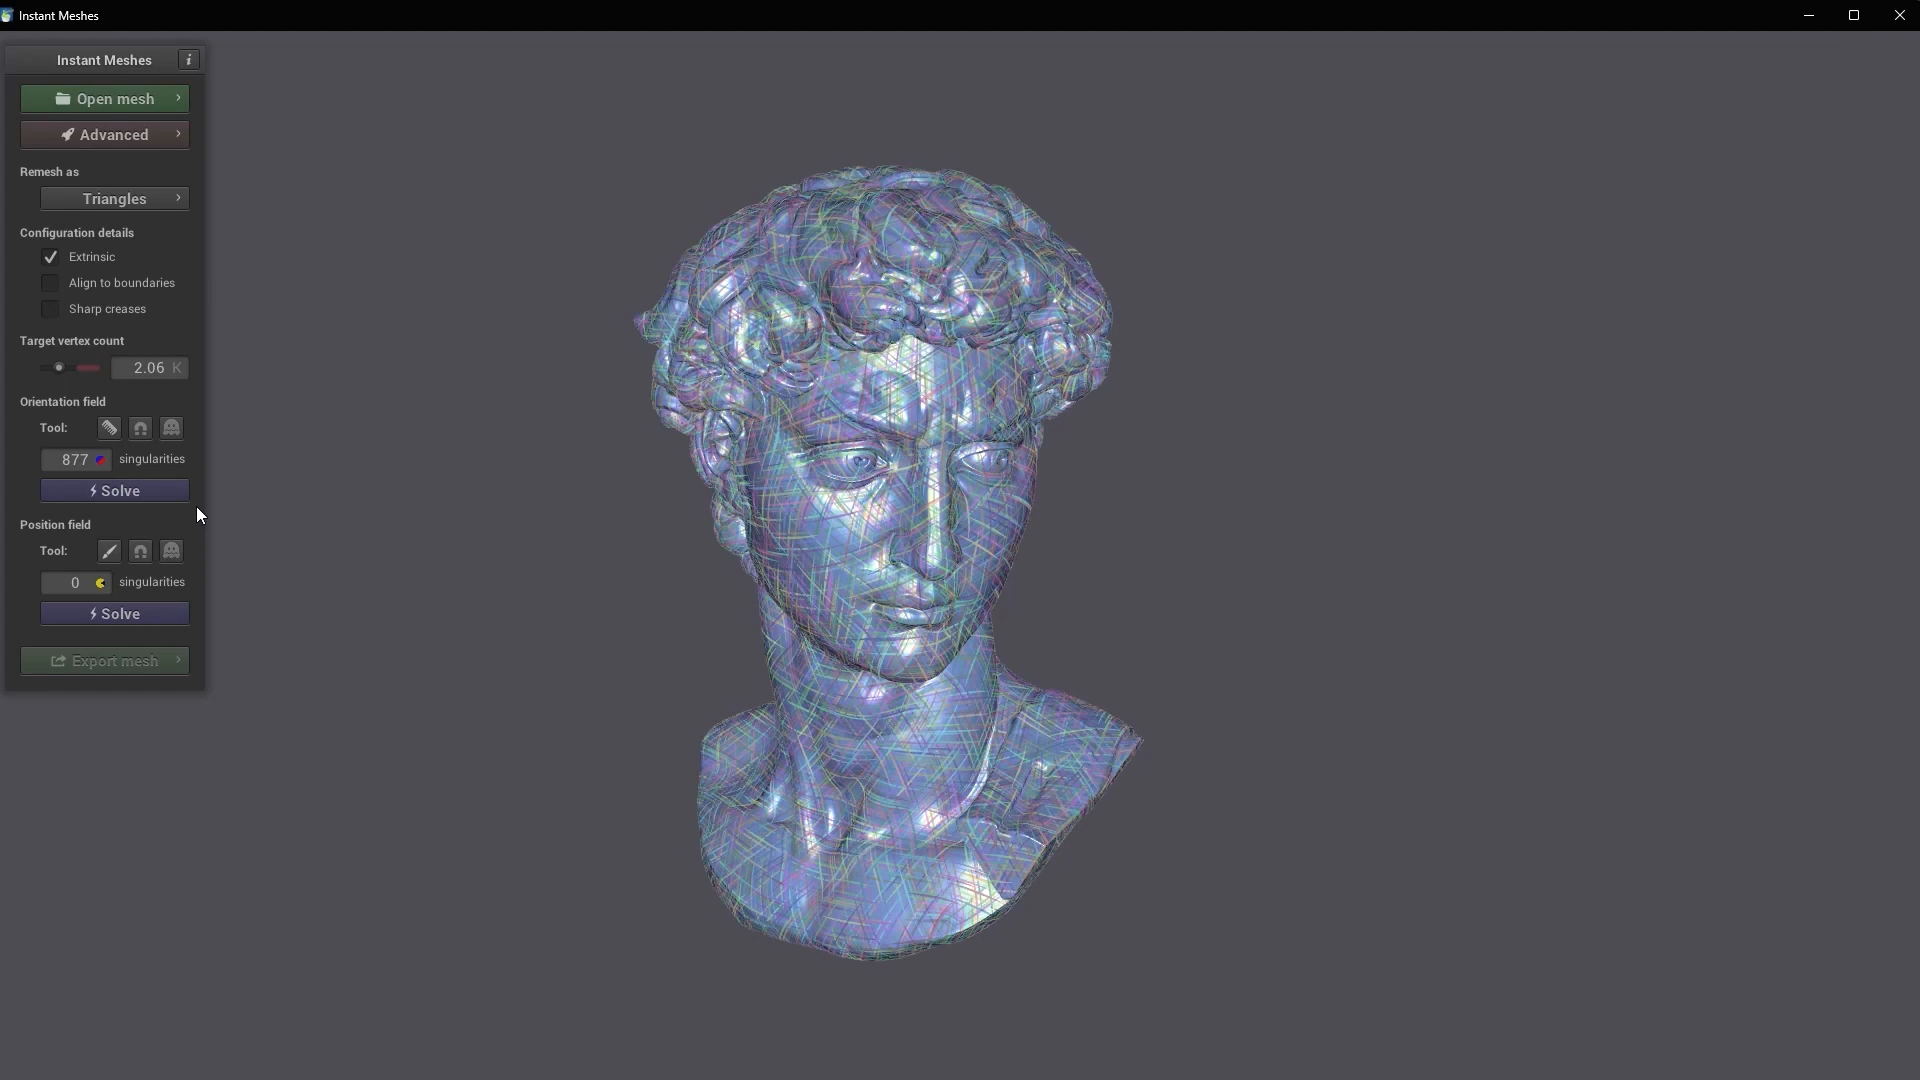 Instant Meshes
Instant Meshes i
Open mesh
Advanced
Remesh as
Triangles
Configuration details
Extrinsic
Align to boundaries
Sharp creases
Target vertex count
2.06 K
Orientation field
Tool:
877 singularities
Solve
Position field
Tool:
0 singularities
Solve
Export mesh